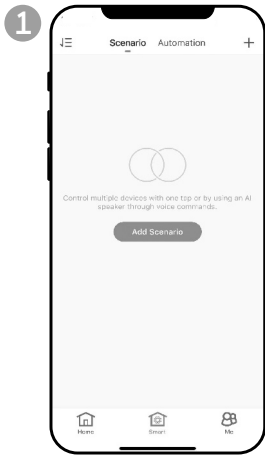 1
Scenario Automation
Control multiple devices with one tap or by using an AI
speaker through voice commands.
Add Scenario
Home Smart Me